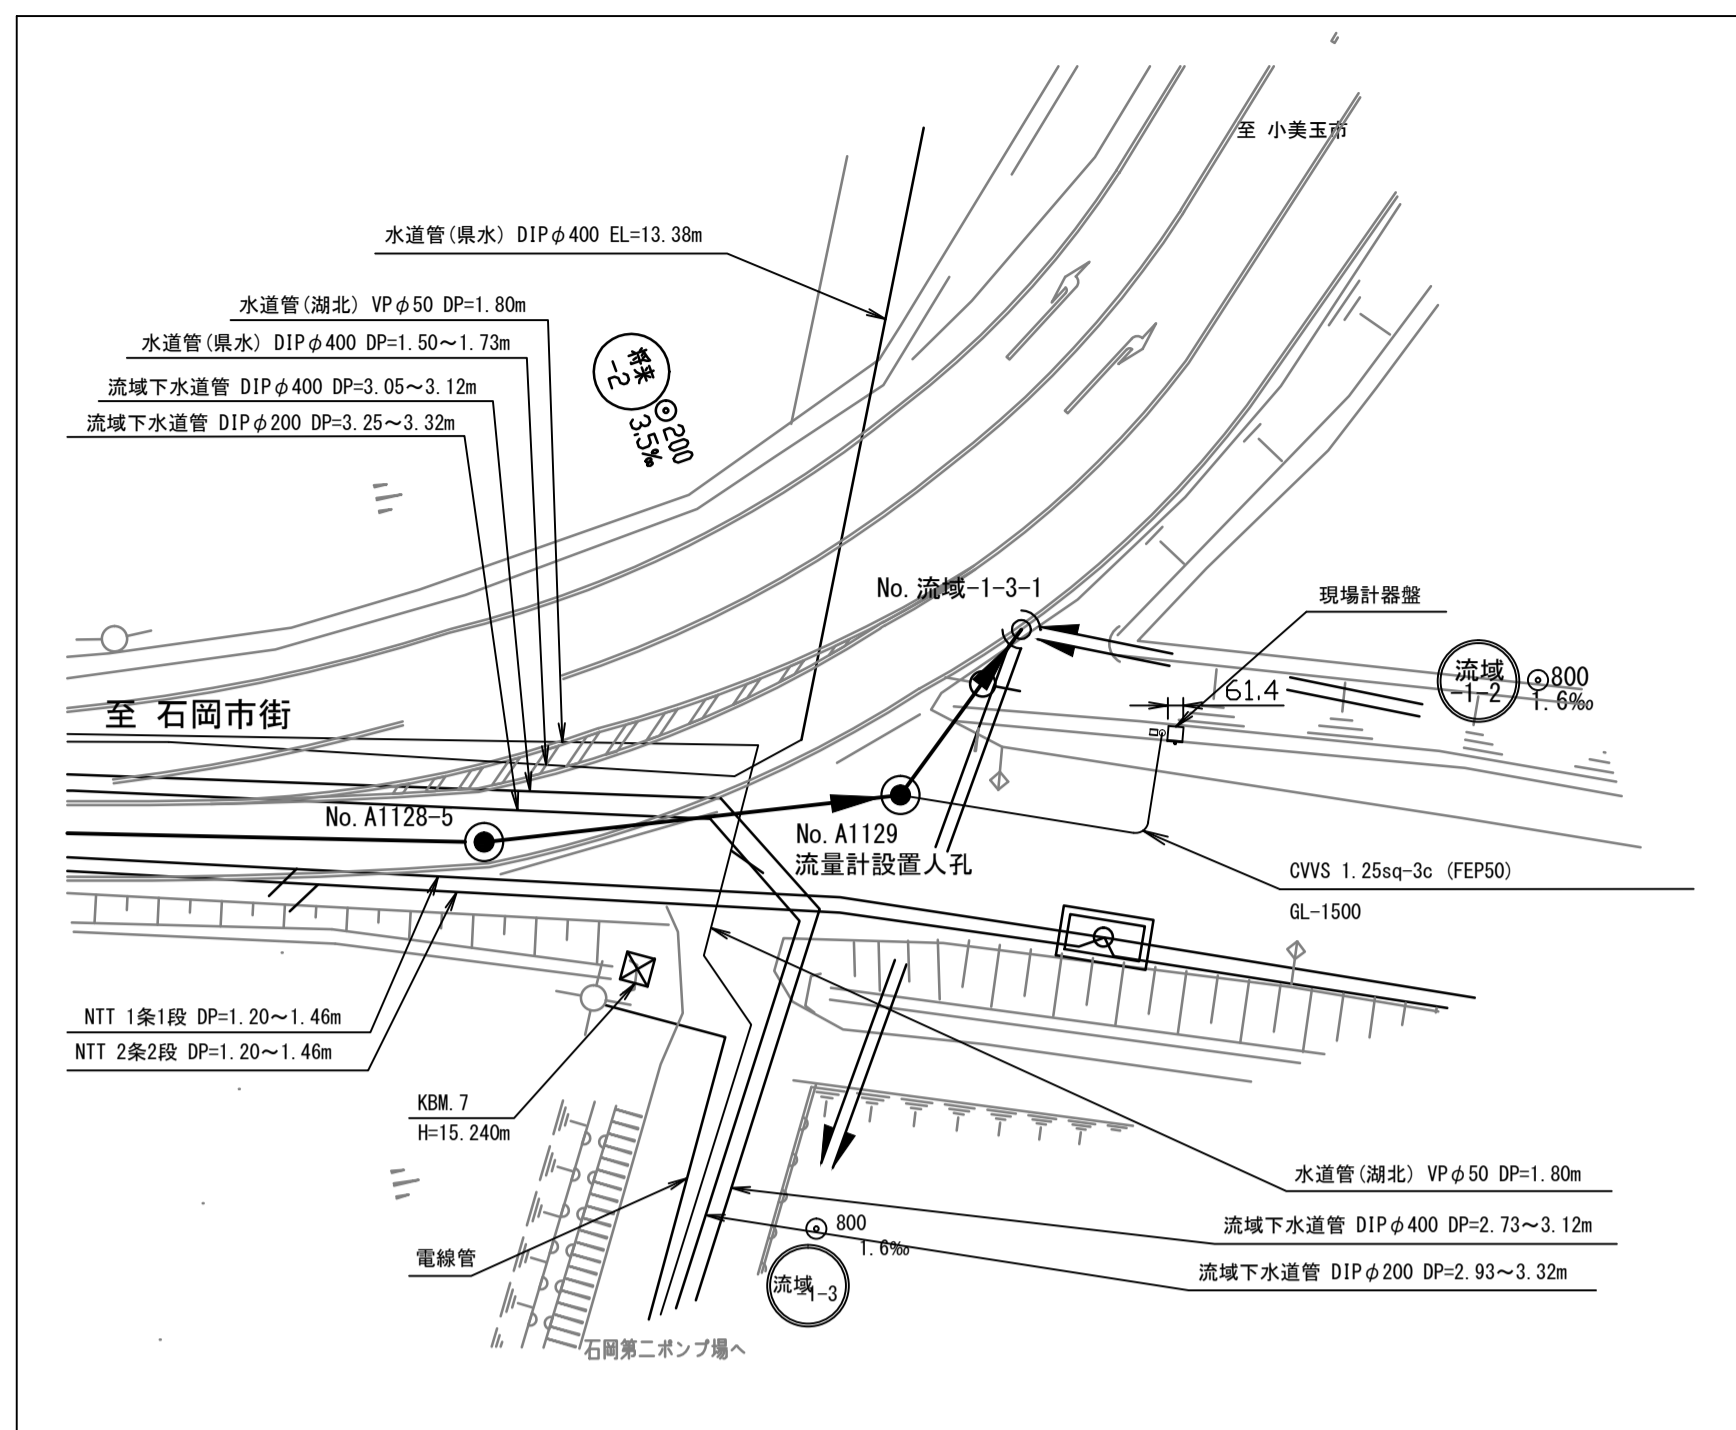 至 小美玉市
水道管(県水) DIPφ400 EL=13.38m
水道管(湖北) VPφ50 DP=1.80m
水道管(県水) DIPφ400 DP=1.50～1.73m
流域下水道管 DIPφ400 DP=3.05～3.12m
流域下水道管 DIPφ200 DP=3.25～3.32m
将来
-2
200
3.5‰
No.流域-1-3-1
現場計器盤
流域
-1-2
800
1.6‰
61.4
至 石岡市街
No.A1128-5
No.A1129
流量計設置人孔
CVVS 1.25sq-3c (FEP50)
GL-1500
NTT 1条1段 DP=1.20～1.46m
NTT 2条2段 DP=1.20～1.46m
KBM.7
H=15.240m
水道管(湖北) VPφ50 DP=1.80m
流域下水道管 DIPφ400 DP=2.73～3.12m
流域下水道管 DIPφ200 DP=2.93～3.32m
電線管
800
1.6‰
流域
-1-3
石岡第二ポンプ場へ